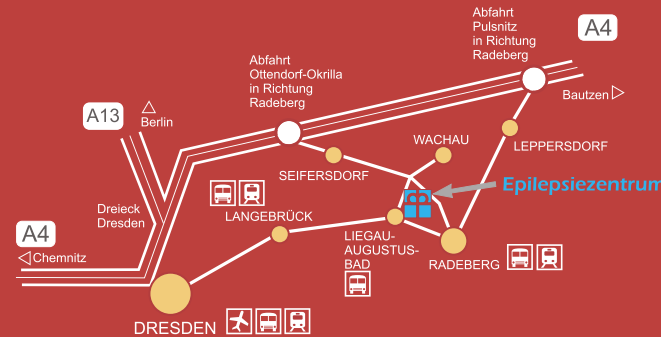 Abfahrt
Pulsnitz
in Richtung
Radeberg
A4
Abfahrt
Ottendorf-Okrilla
in Richtung
Radeberg
Bautzen
A13
Berlin
WACHAU
LEPPERSDORF
SEIFERSDORF
Epilepsiezentrum
Dreieck
Dresden
LANGEBRÜCK
A4
LIEGAU-
AUGUSTUS-
BAD
RADEBERG
Chemnitz
DRESDEN